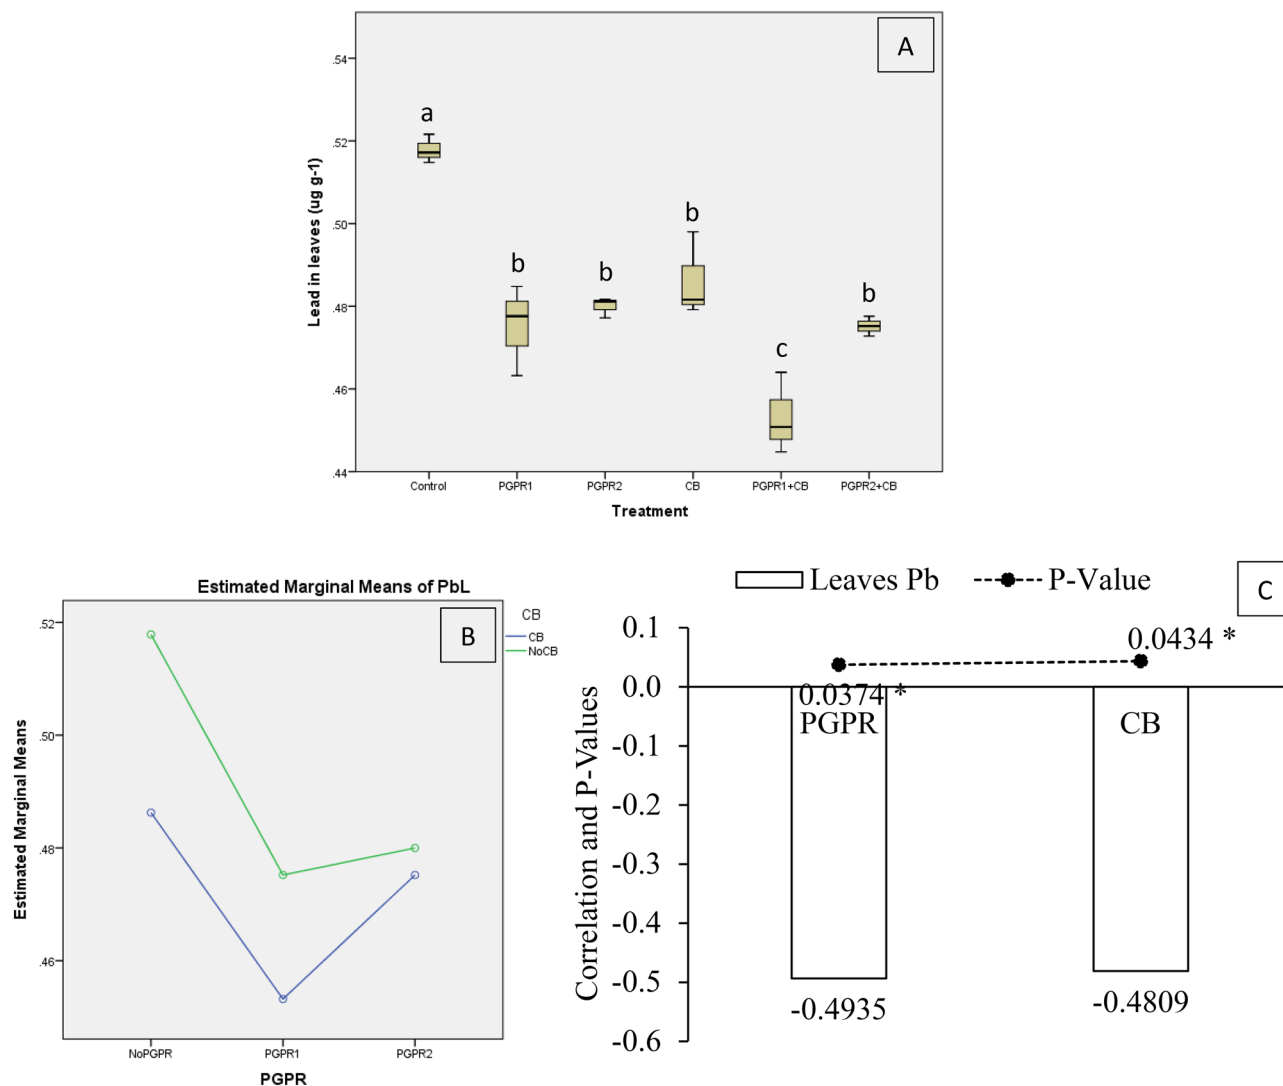 A
.54
.52
.50
.48
.46
.44
Lead in leaves (ug g-1)
a
b
b
b
c
b
Control PGPR1 PGPR2 CB PGPR1+CB PGPR2+CB
Treatment
Estimated Marginal Means of PbL
B
CB
CB
NoCB
.52
.50
.48
.46
Estimated Marginal Means
NoPGPR PGPR1 PGPR2
PGPR
C
Leaves Pb P-Value
0.1
0.0
-0.1
-0.2
-0.3
-0.4
-0.5
-0.6
Correlation and P-Values
0.0374 *
0.0434 *
PGPR CB
-0.4935
-0.4809